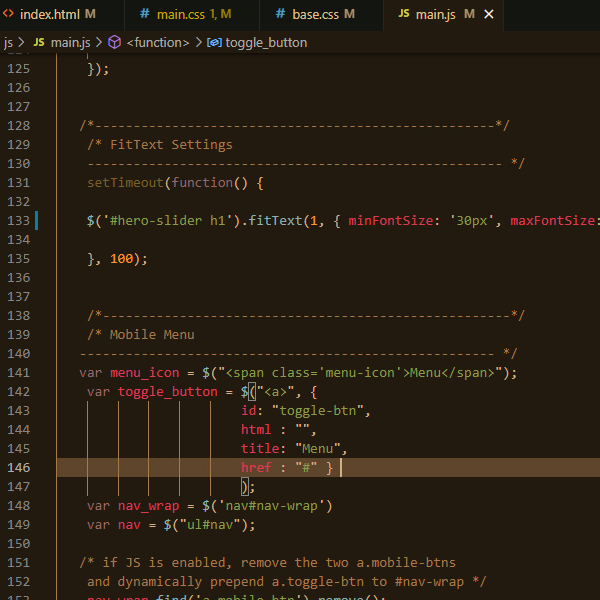 index.html M main.css 1, M base.css M JS main.js M
js > JS main.js > <function> > toggle_button
125 });
126
127
128 /*----------------------------------------------------*/
129 /* FitText Settings
130 ------------------------------------------------------ */
131 setTimeout(function() {
132
133 $('#hero-slider h1').fitText(1, { minFontSize: '30px', maxFontSize:
134
135 }, 100);
136
137
138 /*-----------------------------------------------------*/
139 /* Mobile Menu
140 ------------------------------------------------------ */
141 var menu_icon = $("<span class='menu-icon'>Menu</span>");
142 var toggle_button = $("<a>", {
143 id: "toggle-btn",
144 html : "",
145 title: "Menu",
146 href : "#" }
147 );
148 var nav_wrap = $('nav#nav-wrap')
149 var nav = $("ul#nav");
150
151 /* if JS is enabled, remove the two a.mobile-btns
152 and dynamically prepend a.toggle-btn to #nav-wrap */
153 nav_wrap.find('a.mobile-btn').remove();